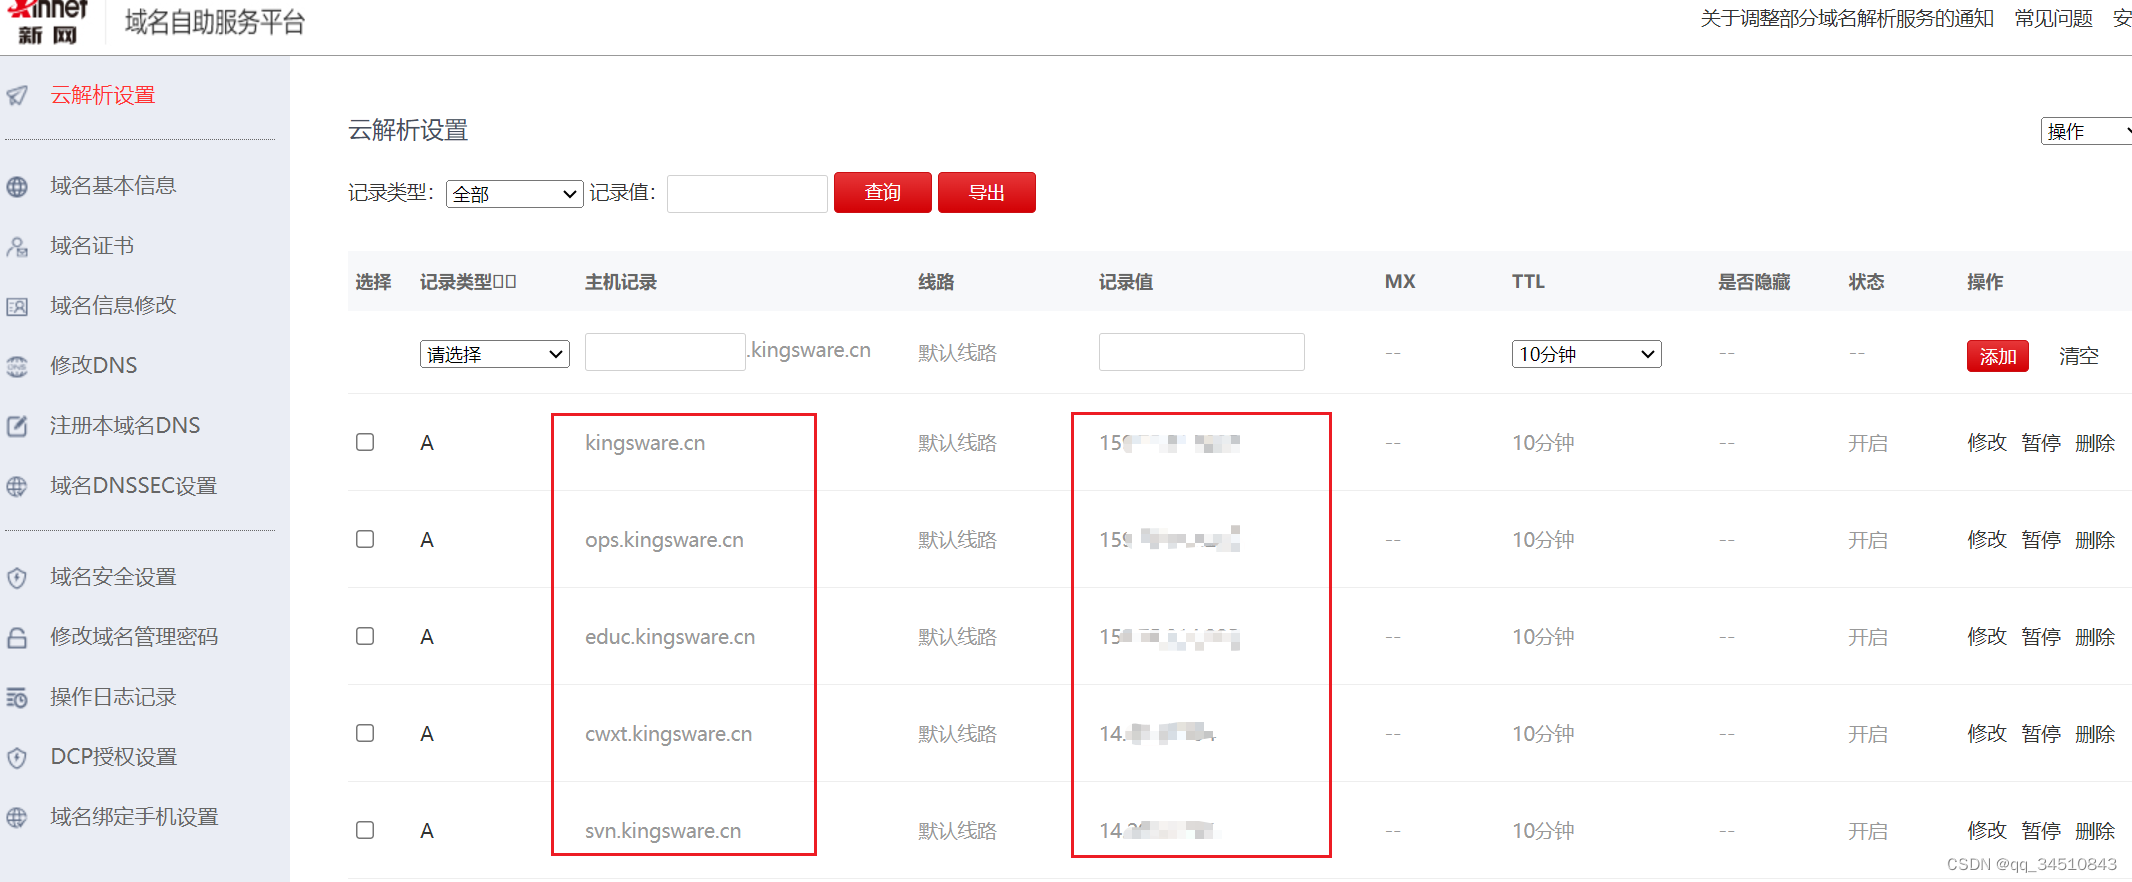 xinnet
新网
域名自助服务平台
关于调整部分域名解析服务的通知 常见问题 安
云解析设置
域名基本信息
域名证书
域名信息修改
修改DNS
注册本域名DNS
域名DNSSEC设置
域名安全设置
修改域名管理密码
操作日志记录
DCP授权设置
域名绑定手机设置
云解析设置
操作
记录类型: 全部 记录值: 查询 导出
选择 记录类型 主机记录 线路 记录值 MX TTL 是否隐藏 状态 操作
请选择 .kingsware.cn 默认线路 -- 10分钟 -- -- 添加 清空
A kingsware.cn 默认线路 159 -- 10分钟 -- 开启 修改 暂停 删除
A ops.kingsware.cn 默认线路 159 -- 10分钟 -- 开启 修改 暂停 删除
A educ.kingsware.cn 默认线路 15 -- 10分钟 -- 开启 修改 暂停 删除
A cwxt.kingsware.cn 默认线路 14. -- 10分钟 -- 开启 修改 暂停 删除
A svn.kingsware.cn 默认线路 14. -- 10分钟 -- 开启 修改 暂停 删除
CSDN @qq_34510843